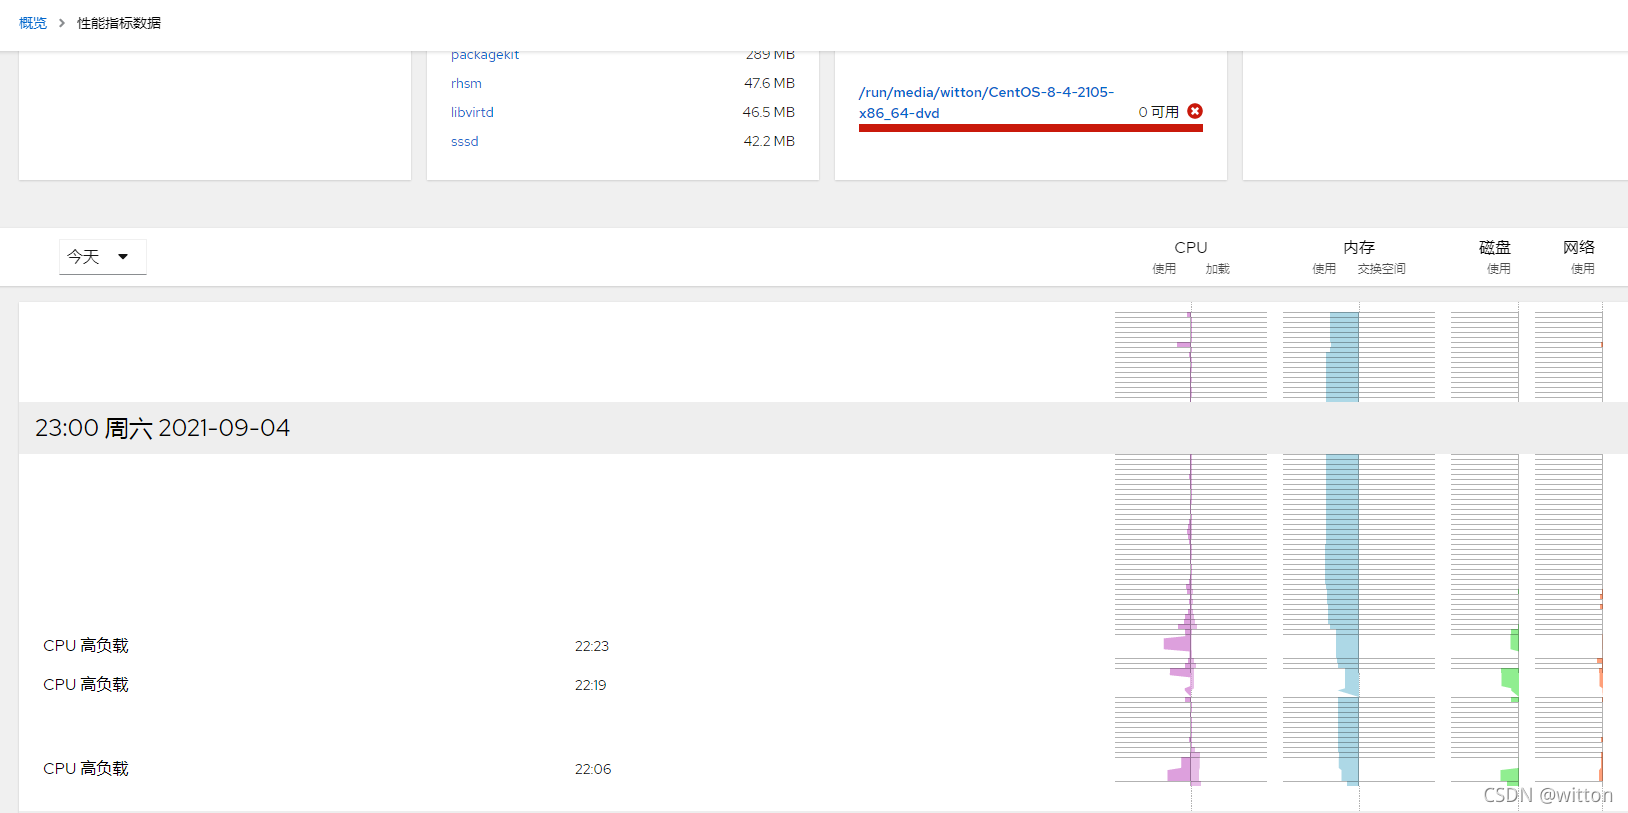 概览 > 性能指标数据
packagekit 289 MB
rhsm 47.6 MB
libvirtd 46.5 MB
sssd 42.2 MB
/run/media/witton/CentOS-8-4-2105-
x86_64-dvd 0 可用
今天
CPU 内存 磁盘 网络
使用 加载 使用 交换空间 使用 使用
23:00 周六 2021-09-04
CPU 高负载 22:23
CPU 高负载 22:19
CPU 高负载 22:06
CSDN @witton